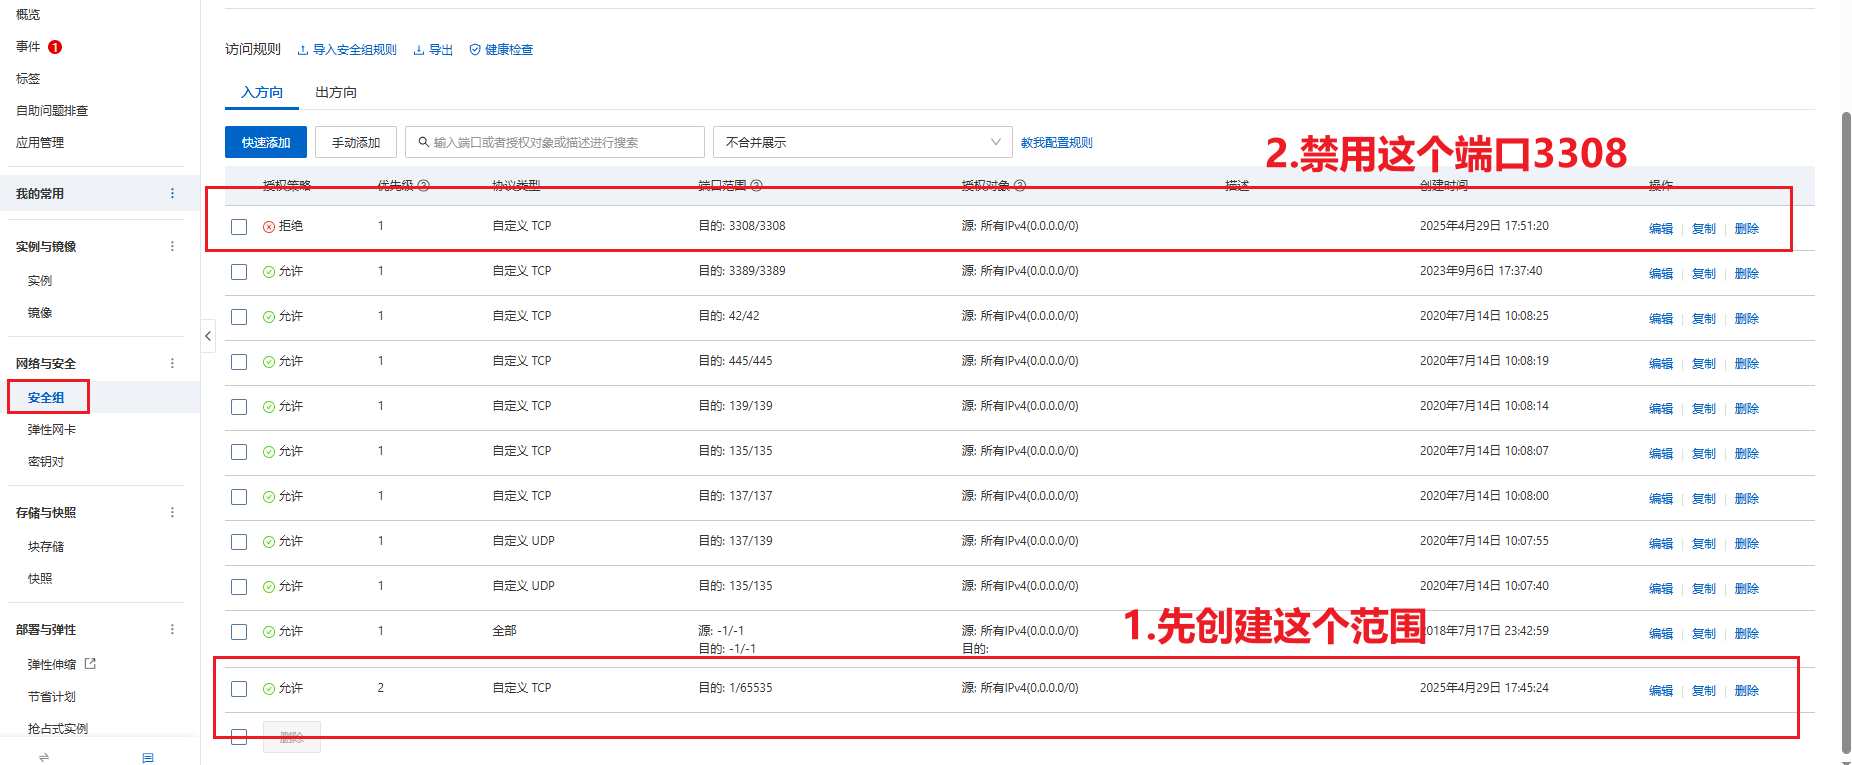 概览
事件 1
标签
自助问题排查
应用管理
我的常用
实例与镜像
实例
镜像
网络与安全
安全组
弹性网卡
密钥对
存储与快照
块存储
快照
部署与弹性
弹性伸缩
节省计划
抢占式实例
访问规则 导入安全组规则 导出 健康检查
入方向 出方向
快速添加 手动添加 输入端口或者授权对象或描述进行搜索 不合并展示 教我配置规则
2.禁用这个端口3308
授权策略 优先级 协议类型 端口范围 授权对象 描述 创建时间 操作
拒绝 1 自定义 TCP 目的: 3308/3308 源: 所有IPv4(0.0.0.0/0) 2025年4月29日 17:51:20 编辑 复制 删除
允许 1 自定义 TCP 目的: 3389/3389 源: 所有IPv4(0.0.0.0/0) 2023年9月6日 17:37:40 编辑 复制 删除
允许 1 自定义 TCP 目的: 42/42 源: 所有IPv4(0.0.0.0/0) 2020年7月14日 10:08:25 编辑 复制 删除
允许 1 自定义 TCP 目的: 445/445 源: 所有IPv4(0.0.0.0/0) 2020年7月14日 10:08:19 编辑 复制 删除
允许 1 自定义 TCP 目的: 139/139 源: 所有IPv4(0.0.0.0/0) 2020年7月14日 10:08:14 编辑 复制 删除
允许 1 自定义 TCP 目的: 135/135 源: 所有IPv4(0.0.0.0/0) 2020年7月14日 10:08:07 编辑 复制 删除
允许 1 自定义 TCP 目的: 137/137 源: 所有IPv4(0.0.0.0/0) 2020年7月14日 10:08:00 编辑 复制 删除
允许 1 自定义 UDP 目的: 137/139 源: 所有IPv4(0.0.0.0/0) 2020年7月14日 10:07:55 编辑 复制 删除
允许 1 自定义 UDP 目的: 135/135 源: 所有IPv4(0.0.0.0/0) 2020年7月14日 10:07:40 编辑 复制 删除
1.先创建这个范围
允许 1 全部 源: -1/-1 源: 所有IPv4(0.0.0.0/0) 2018年7月17日 23:42:59 编辑 复制 删除
目的: -1/-1 目的:
允许 2 自定义 TCP 目的: 1/65535 源: 所有IPv4(0.0.0.0/0) 2025年4月29日 17:45:24 编辑 复制 删除
删除